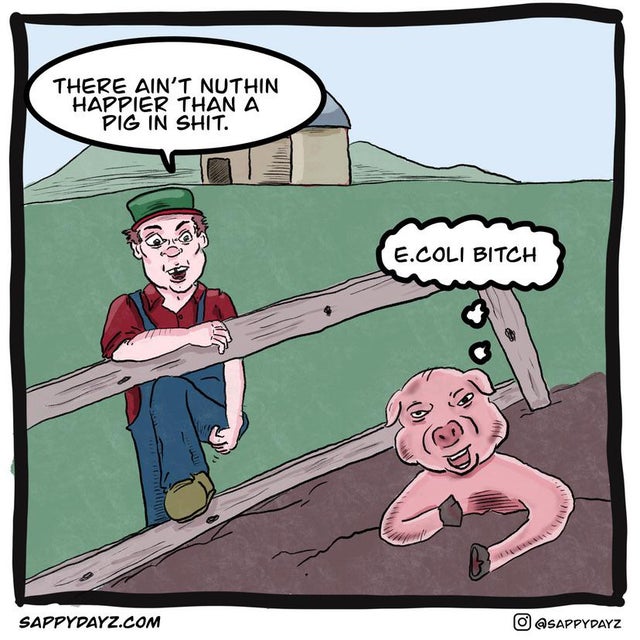 THERE AIN'T NUTHIN
HAPPIER THAN A
PIG IN SHIT.
E.COLI BITCH
SAPPYDAYZ.COM
@SAPPYDAYZ